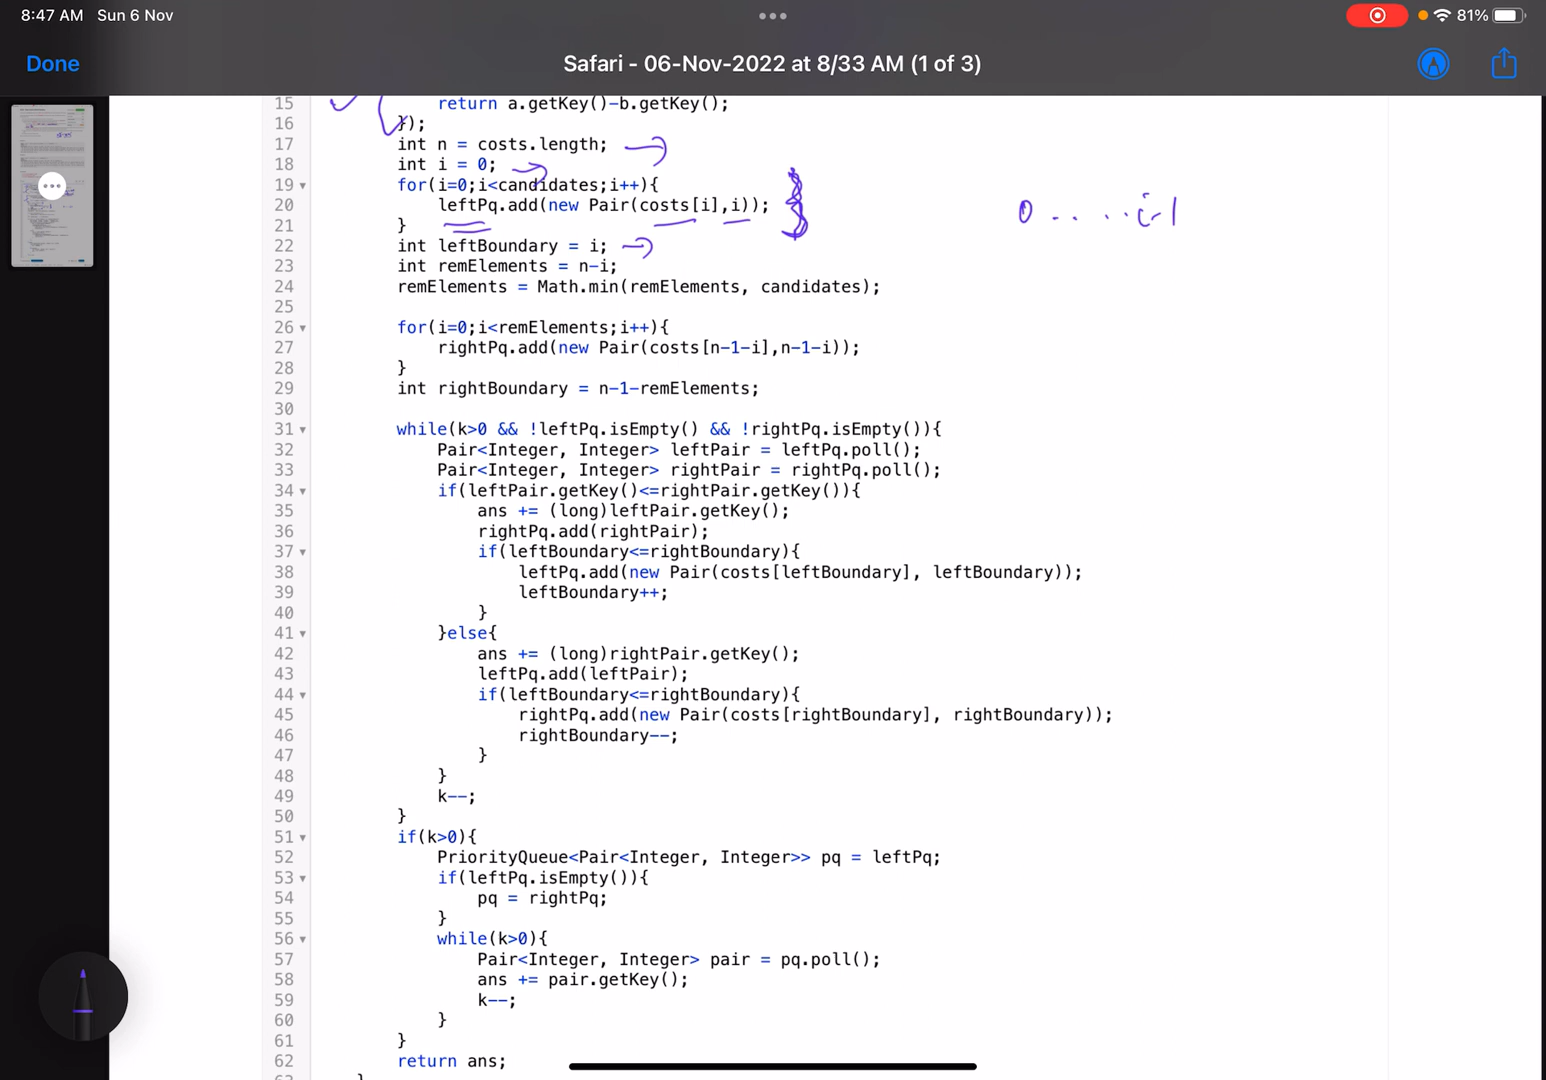 8:47 AM Sun 6 Nov
81%
Done
Safari - 06-Nov-2022 at 8/33 AM (1 of 3)
15 return a.getKey()-b.getKey();
16 });
17 int n = costs.length;
18 int i = 0;
19 for(i=0;i<candidates;i++){
20 leftPq.add(new Pair(costs[i],i));
0 . . . . . i-1
21 }
22 int leftBoundary = i;
23 int remElements = n-i;
24 remElements = Math.min(remElements, candidates);
25
26 for(i=0;i<remElements;i++){
27 rightPq.add(new Pair(costs[n-1-i],n-1-i));
28 }
29 int rightBoundary = n-1-remElements;
30
31 while(k>0 && !leftPq.isEmpty() && !rightPq.isEmpty()){
32 Pair<Integer, Integer> leftPair = leftPq.poll();
33 Pair<Integer, Integer> rightPair = rightPq.poll();
34 if(leftPair.getKey()<=rightPair.getKey()){
35 ans += (long)leftPair.getKey();
36 rightPq.add(rightPair);
37 if(leftBoundary<=rightBoundary){
38 leftPq.add(new Pair(costs[leftBoundary], leftBoundary));
39 leftBoundary++;
40 }
41 }else{
42 ans += (long)rightPair.getKey();
43 leftPq.add(leftPair);
44 if(leftBoundary<=rightBoundary){
45 rightPq.add(new Pair(costs[rightBoundary], rightBoundary));
46 rightBoundary--;
47 }
48 }
49 k--;
50 }
51 if(k>0){
52 PriorityQueue<Pair<Integer, Integer>> pq = leftPq;
53 if(leftPq.isEmpty()){
54 pq = rightPq;
55 }
56 while(k>0){
57 Pair<Integer, Integer> pair = pq.poll();
58 ans += pair.getKey();
59 k--;
60 }
61 }
62 return ans;